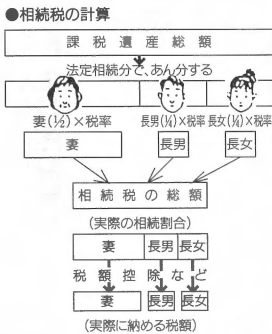 ●相続税の計算
課税遺産総額
法定相続分で、あん分する
妻(½)×税率 長男(¼)×税率 長女(¼)×税率
妻 長男 長女
相続税の総額
(実際の相続割合)
妻 長男 長女
税額控除など
妻 長男 長女
(実際に納める税額)